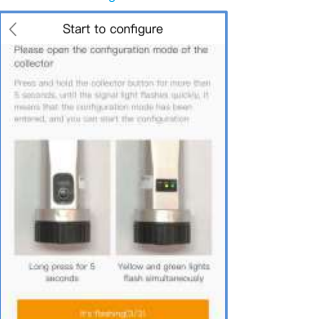 Start to configure
Please open the configuration mode of the
collector
Press and hold the collector button for more then
5 seconds, until the signal light flashes quickly, it
means that the configuration mode has been
entered, and you can start the configuration
Long press for 5
seconds
Yellow and green lights
flash simultaneously
It's flashing(3/3)